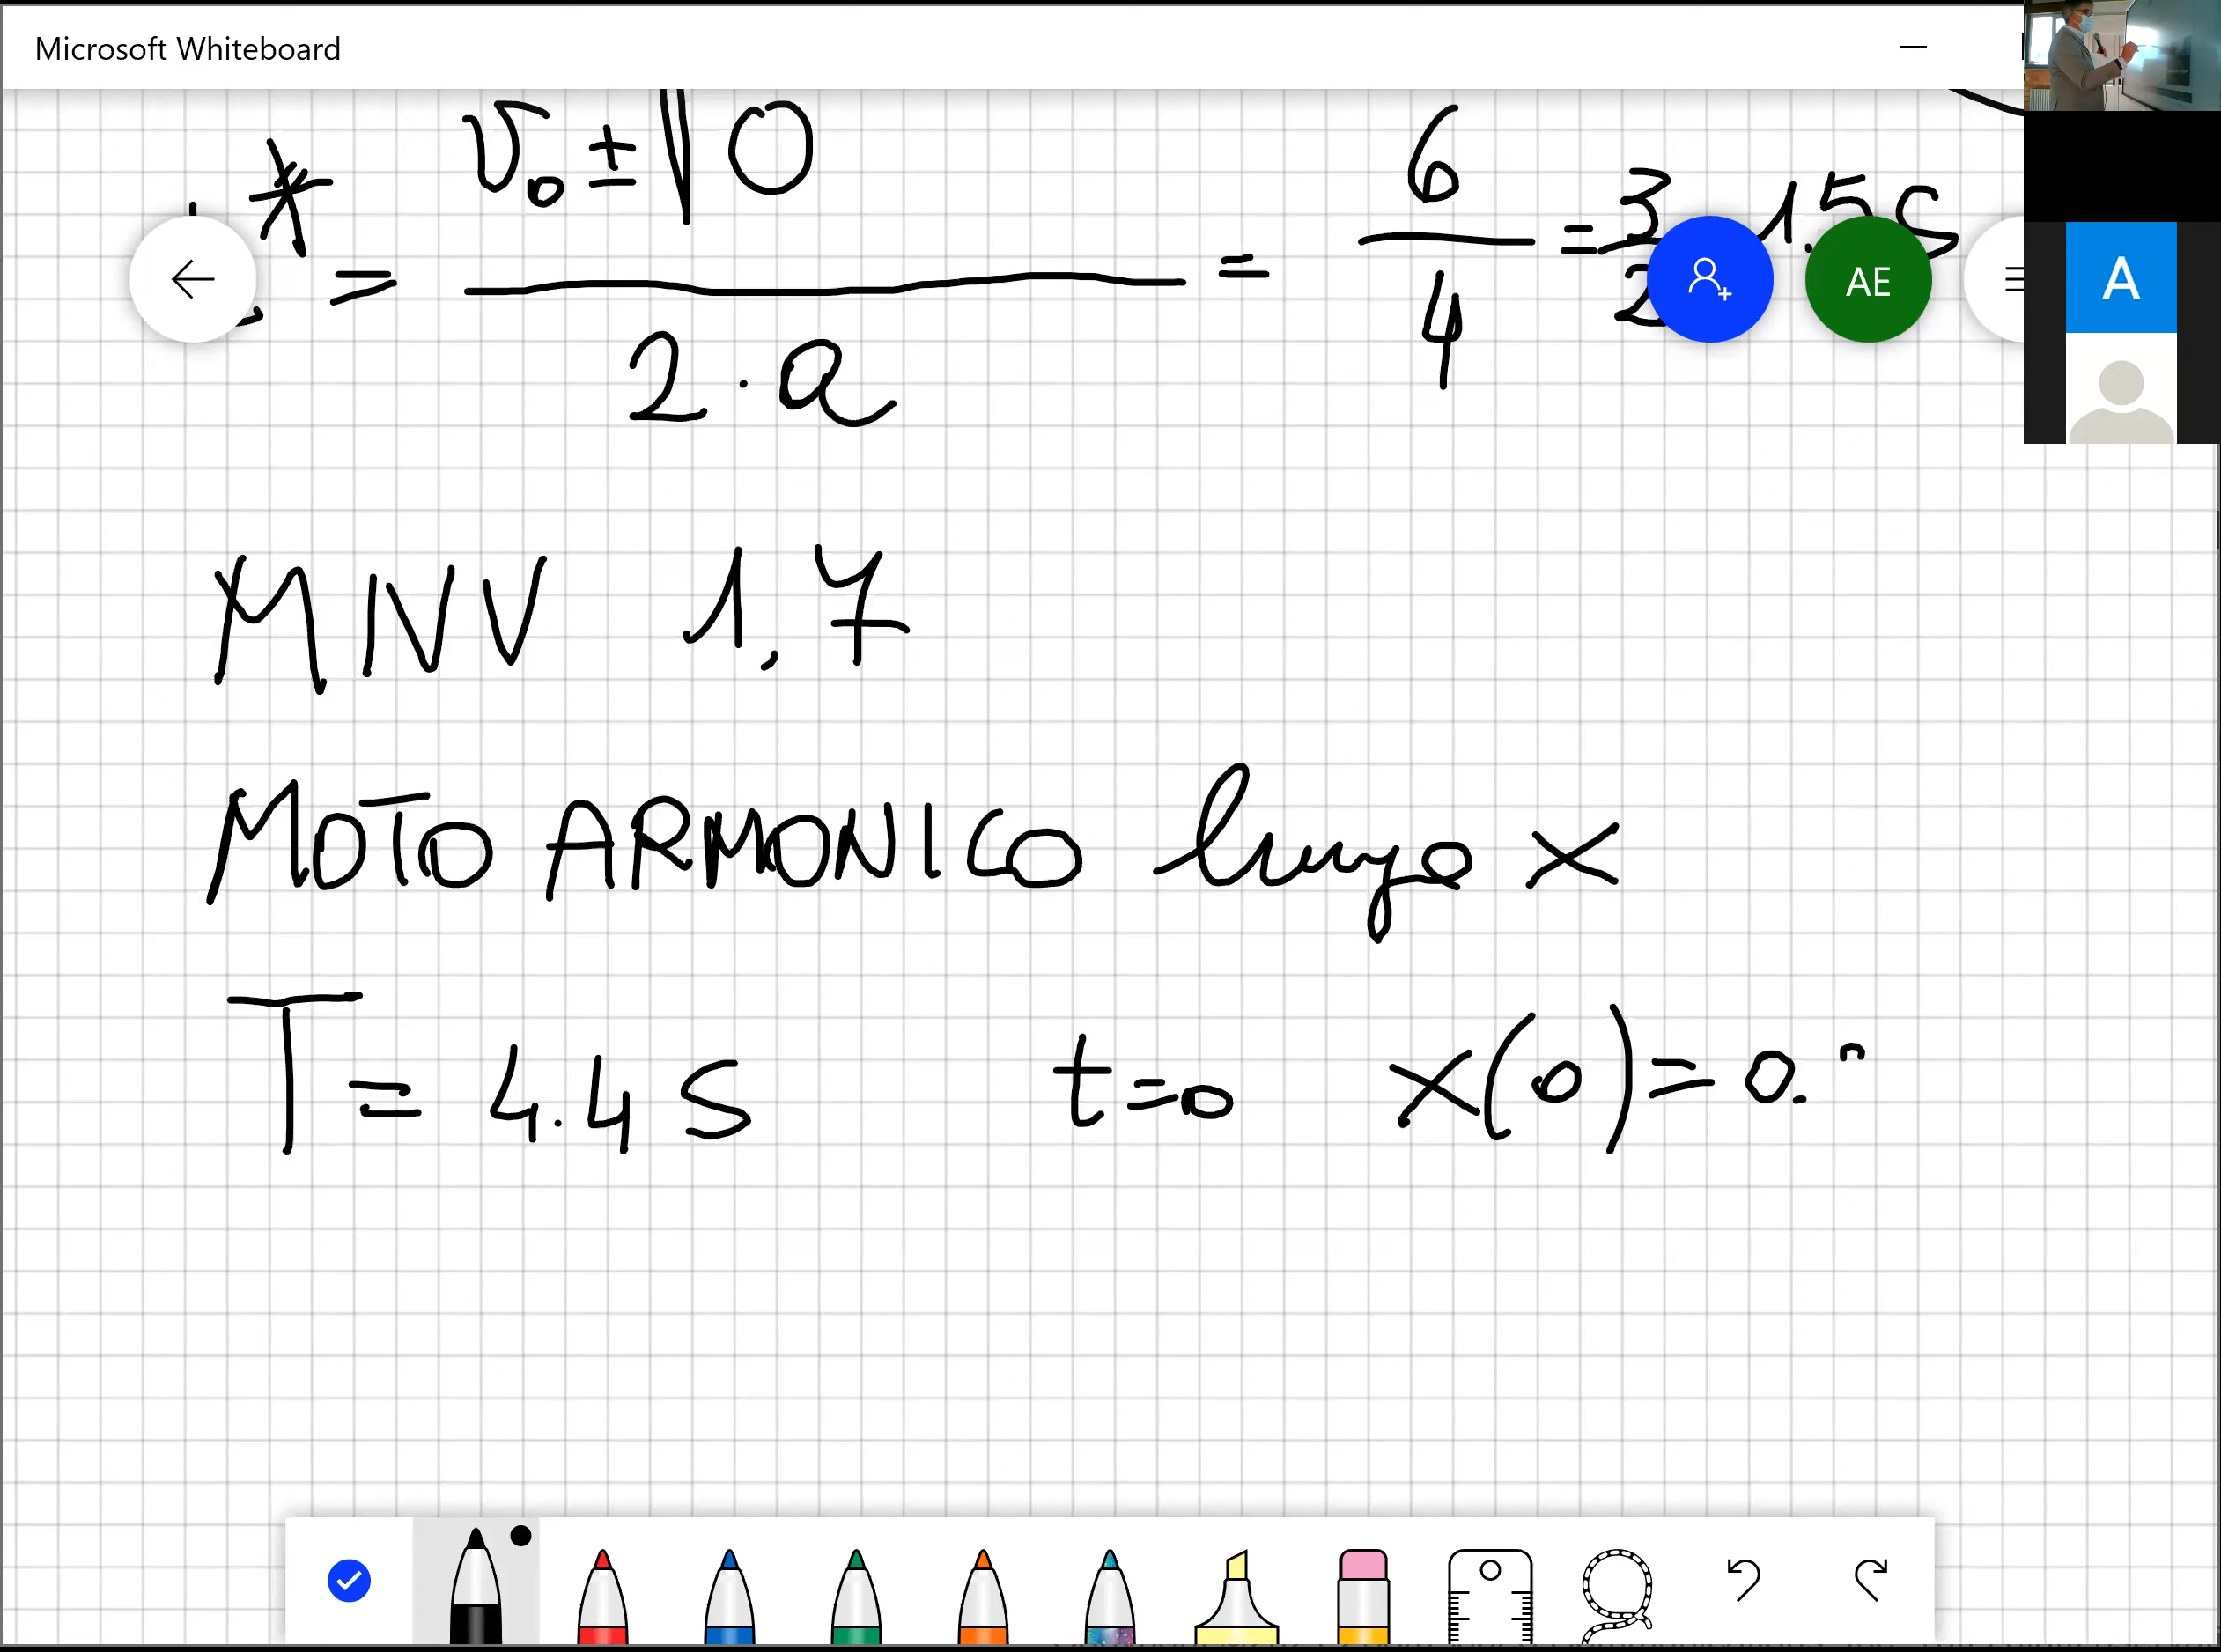 Microsoft Whiteboard
* = v₀ ± √0 / 2 · a = 6/4 = 3/2 1.5 s
AE
A
MNV 1,7
MOTO ARMONICO lungo x
T = 4.4 s t=0 x(0)=0.